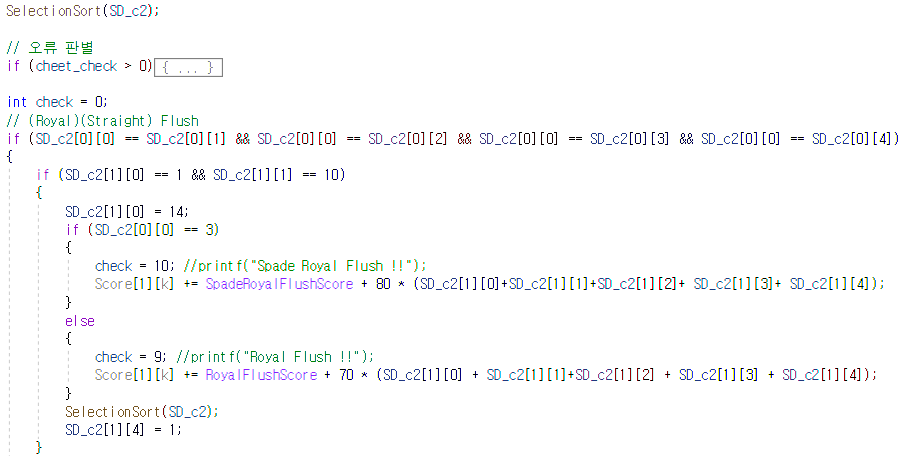 SelectionSort(SD_c2);
// 오류 판별
if (cheet_check > 0){ ... }
int check = 0;
// (Royal)(Straight) Flush
if (SD_c2[0][0] == SD_c2[0][1] && SD_c2[0][0] == SD_c2[0][2] && SD_c2[0][0] == SD_c2[0][3] && SD_c2[0][0] == SD_c2[0][4])
{
if (SD_c2[1][0] == 1 && SD_c2[1][1] == 10)
{
SD_c2[1][0] = 14;
if (SD_c2[0][0] == 3)
{
check = 10; //printf("Spade Royal Flush !!");
Score[1][k] += SpadeRoyalFlushScore + 80 * (SD_c2[1][0]+SD_c2[1][1]+SD_c2[1][2]+ SD_c2[1][3]+ SD_c2[1][4]);
}
else
{
check = 9; //printf("Royal Flush !!");
Score[1][k] += RoyalFlushScore + 70 * (SD_c2[1][0] + SD_c2[1][1]+SD_c2[1][2] + SD_c2[1][3] + SD_c2[1][4]);
}
SelectionSort(SD_c2);
SD_c2[1][4] = 1;
}